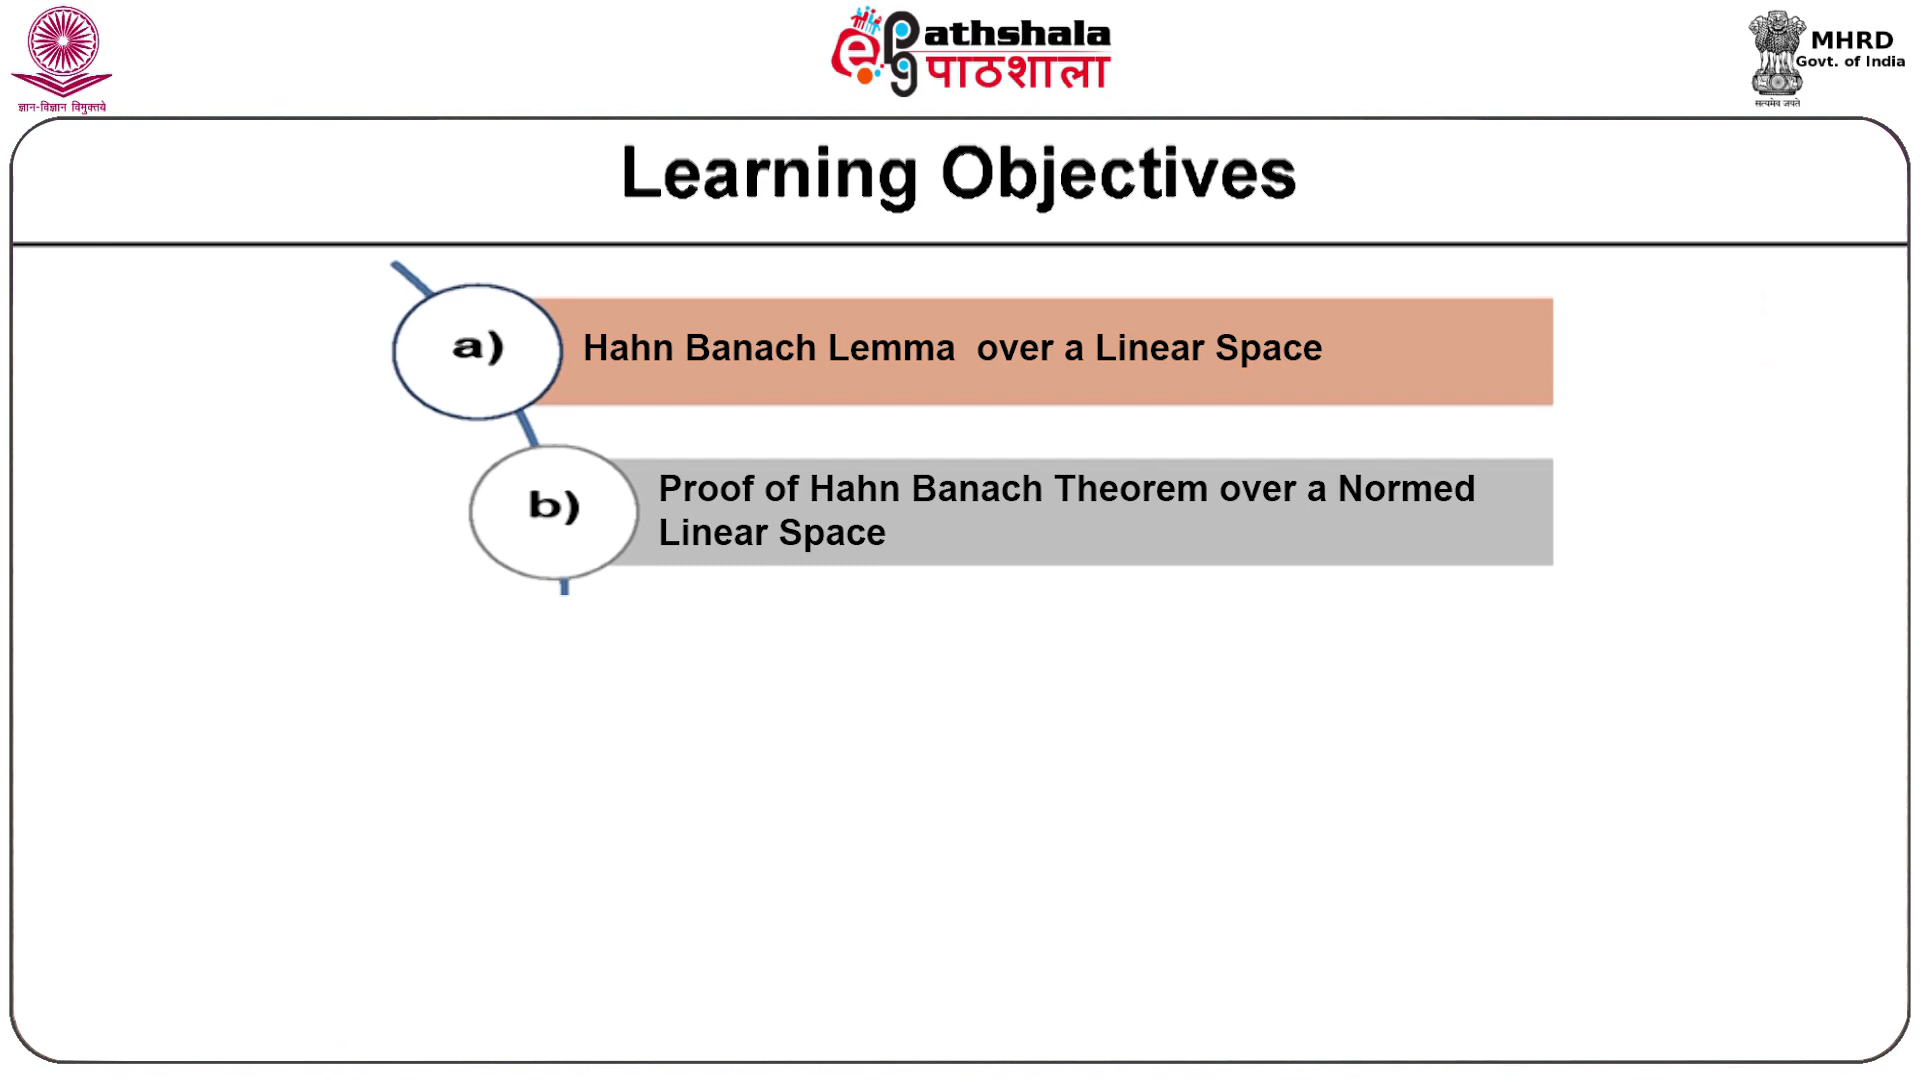 ज्ञान-विज्ञान विमुक्तये
ePG athshala
पाठशाला
MHRD
Govt. of India
सत्यमेव जयते
Learning Objectives
a) Hahn Banach Lemma over a Linear Space
b) Proof of Hahn Banach Theorem over a Normed
Linear Space